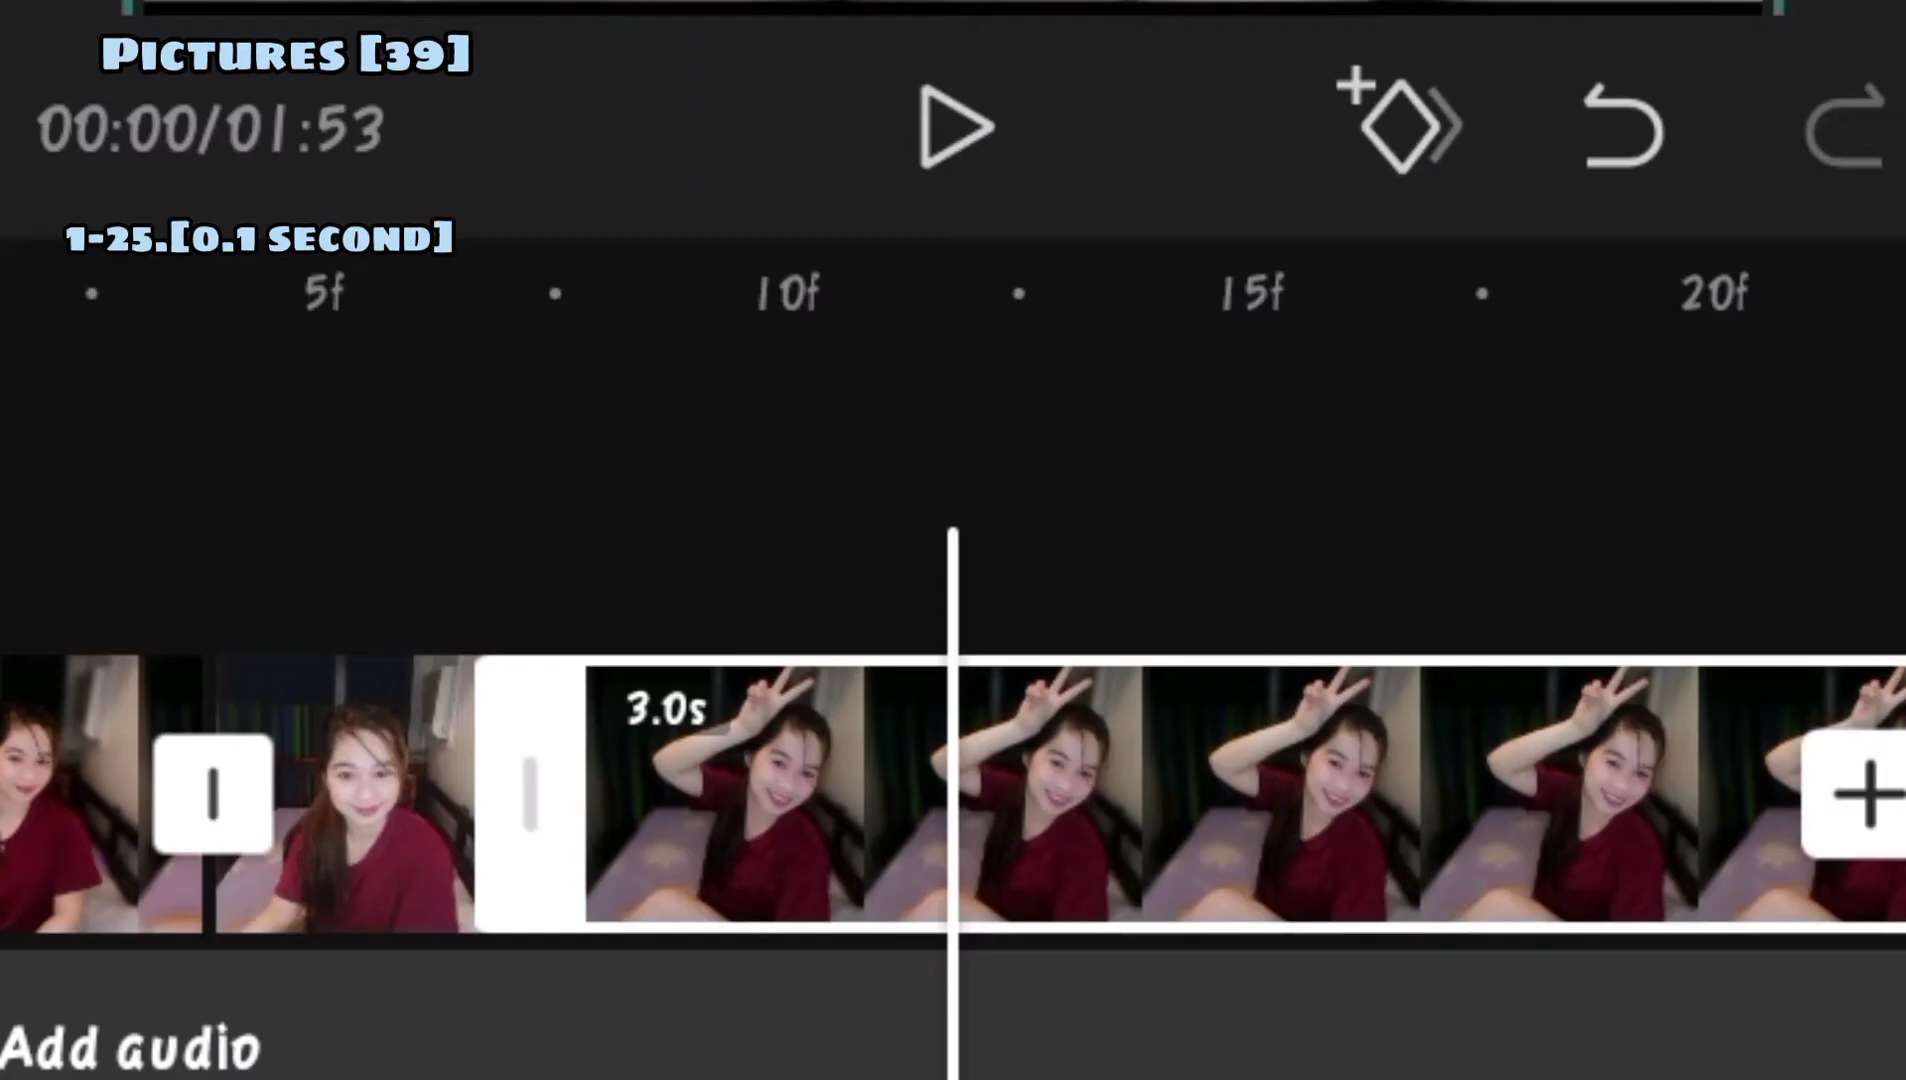 PICTURES [39]
00:00/01:53
1-25.[0.1 SECOND]
5f 10f 15f 20f
3.0s
Add audio